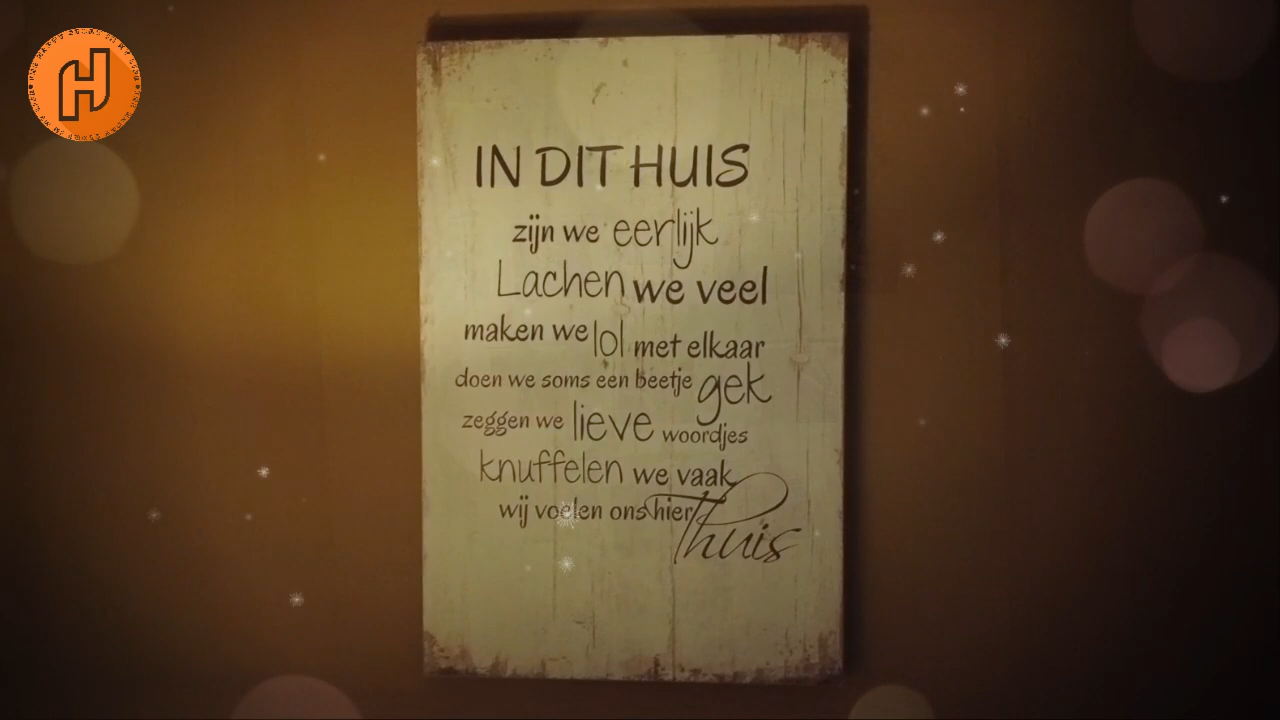 IN DIT HUIS
zijn we eerlijk
Lachen we veel
maken we lol met elkaar
doen we soms een beetje gek
zeggen we lieve woordjes
knuffelen we vaak
wij voelen ons hier Thuis